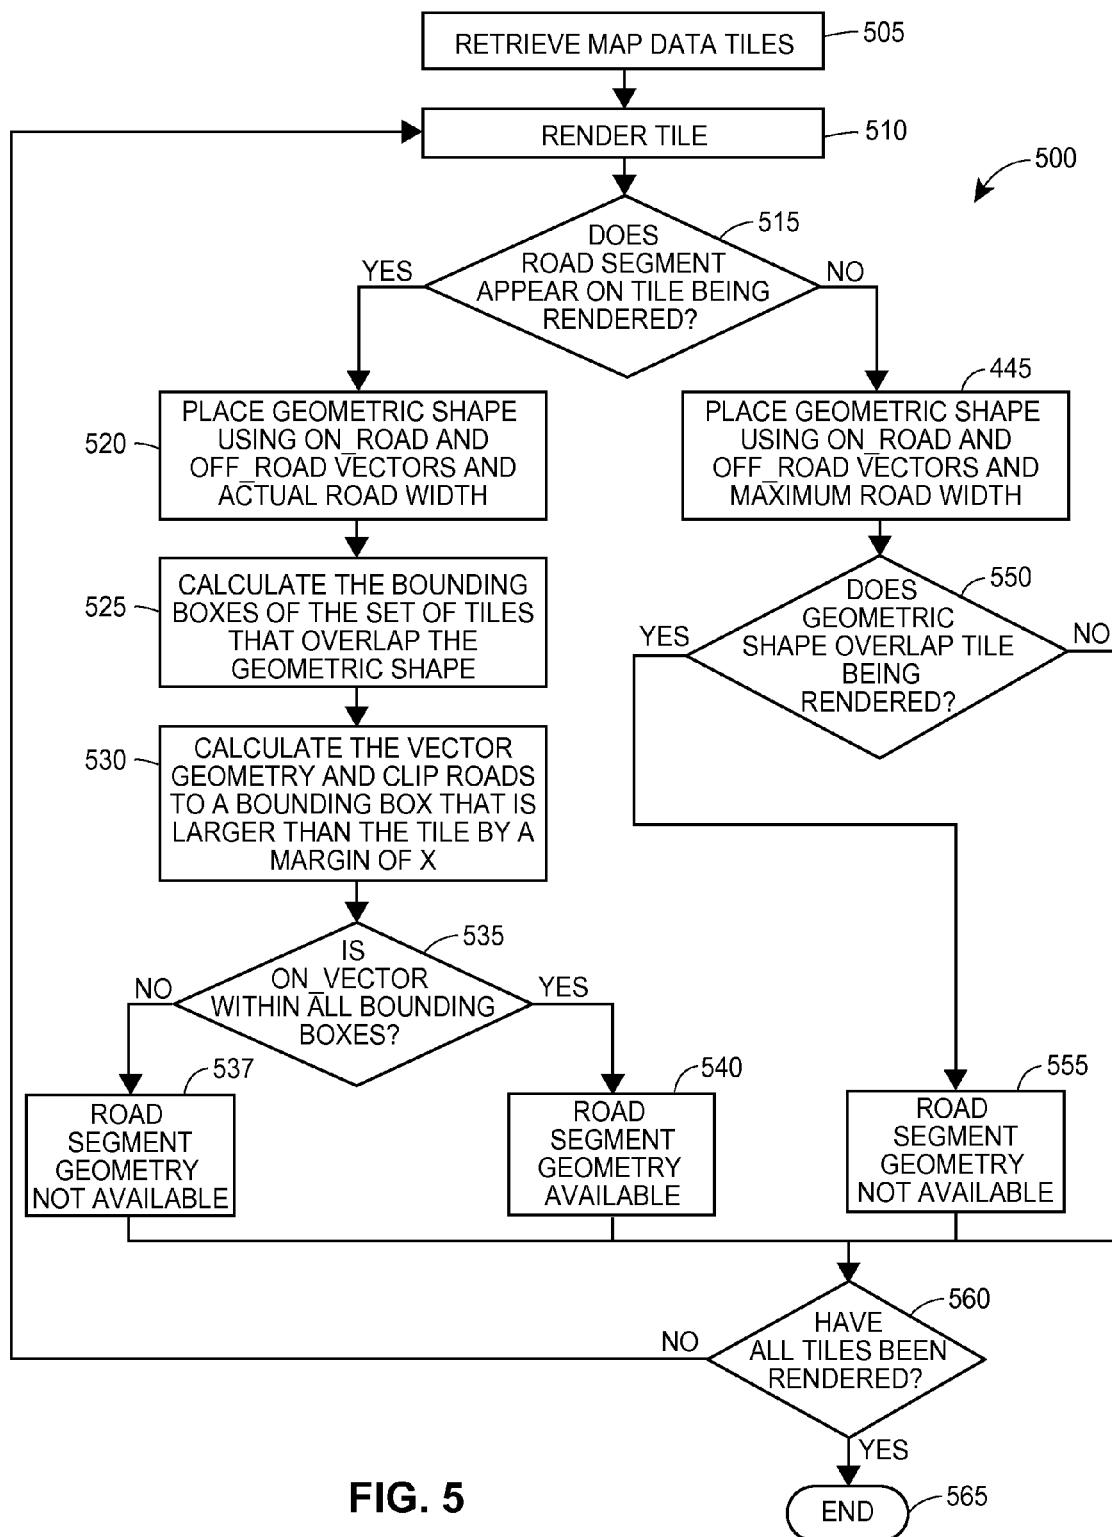 RETRIEVE MAP DATA TILES
505
RENDER TILE
510
500
DOES
ROAD SEGMENT
APPEAR ON TILE BEING
RENDERED?
515
YES
NO
520
PLACE GEOMETRIC SHAPE
USING ON_ROAD AND
OFF_ROAD VECTORS AND
ACTUAL ROAD WIDTH
445
PLACE GEOMETRIC SHAPE
USING ON_ROAD AND
OFF_ROAD VECTORS AND
MAXIMUM ROAD WIDTH
525
CALCULATE THE BOUNDING
BOXES OF THE SET OF TILES
THAT OVERLAP THE
GEOMETRIC SHAPE
550
DOES
GEOMETRIC
SHAPE OVERLAP TILE
BEING
RENDERED?
YES
NO
530
CALCULATE THE VECTOR
GEOMETRY AND CLIP ROADS
TO A BOUNDING BOX THAT IS
LARGER THAN THE TILE BY A
MARGIN OF X
535
IS
ON_VECTOR
WITHIN ALL BOUNDING
BOXES?
NO
YES
537
ROAD
SEGMENT
GEOMETRY
NOT AVAILABLE
540
ROAD
SEGMENT
GEOMETRY
AVAILABLE
555
ROAD
SEGMENT
GEOMETRY
NOT AVAILABLE
560
HAVE
ALL TILES BEEN
RENDERED?
NO
YES
END
565
FIG. 5